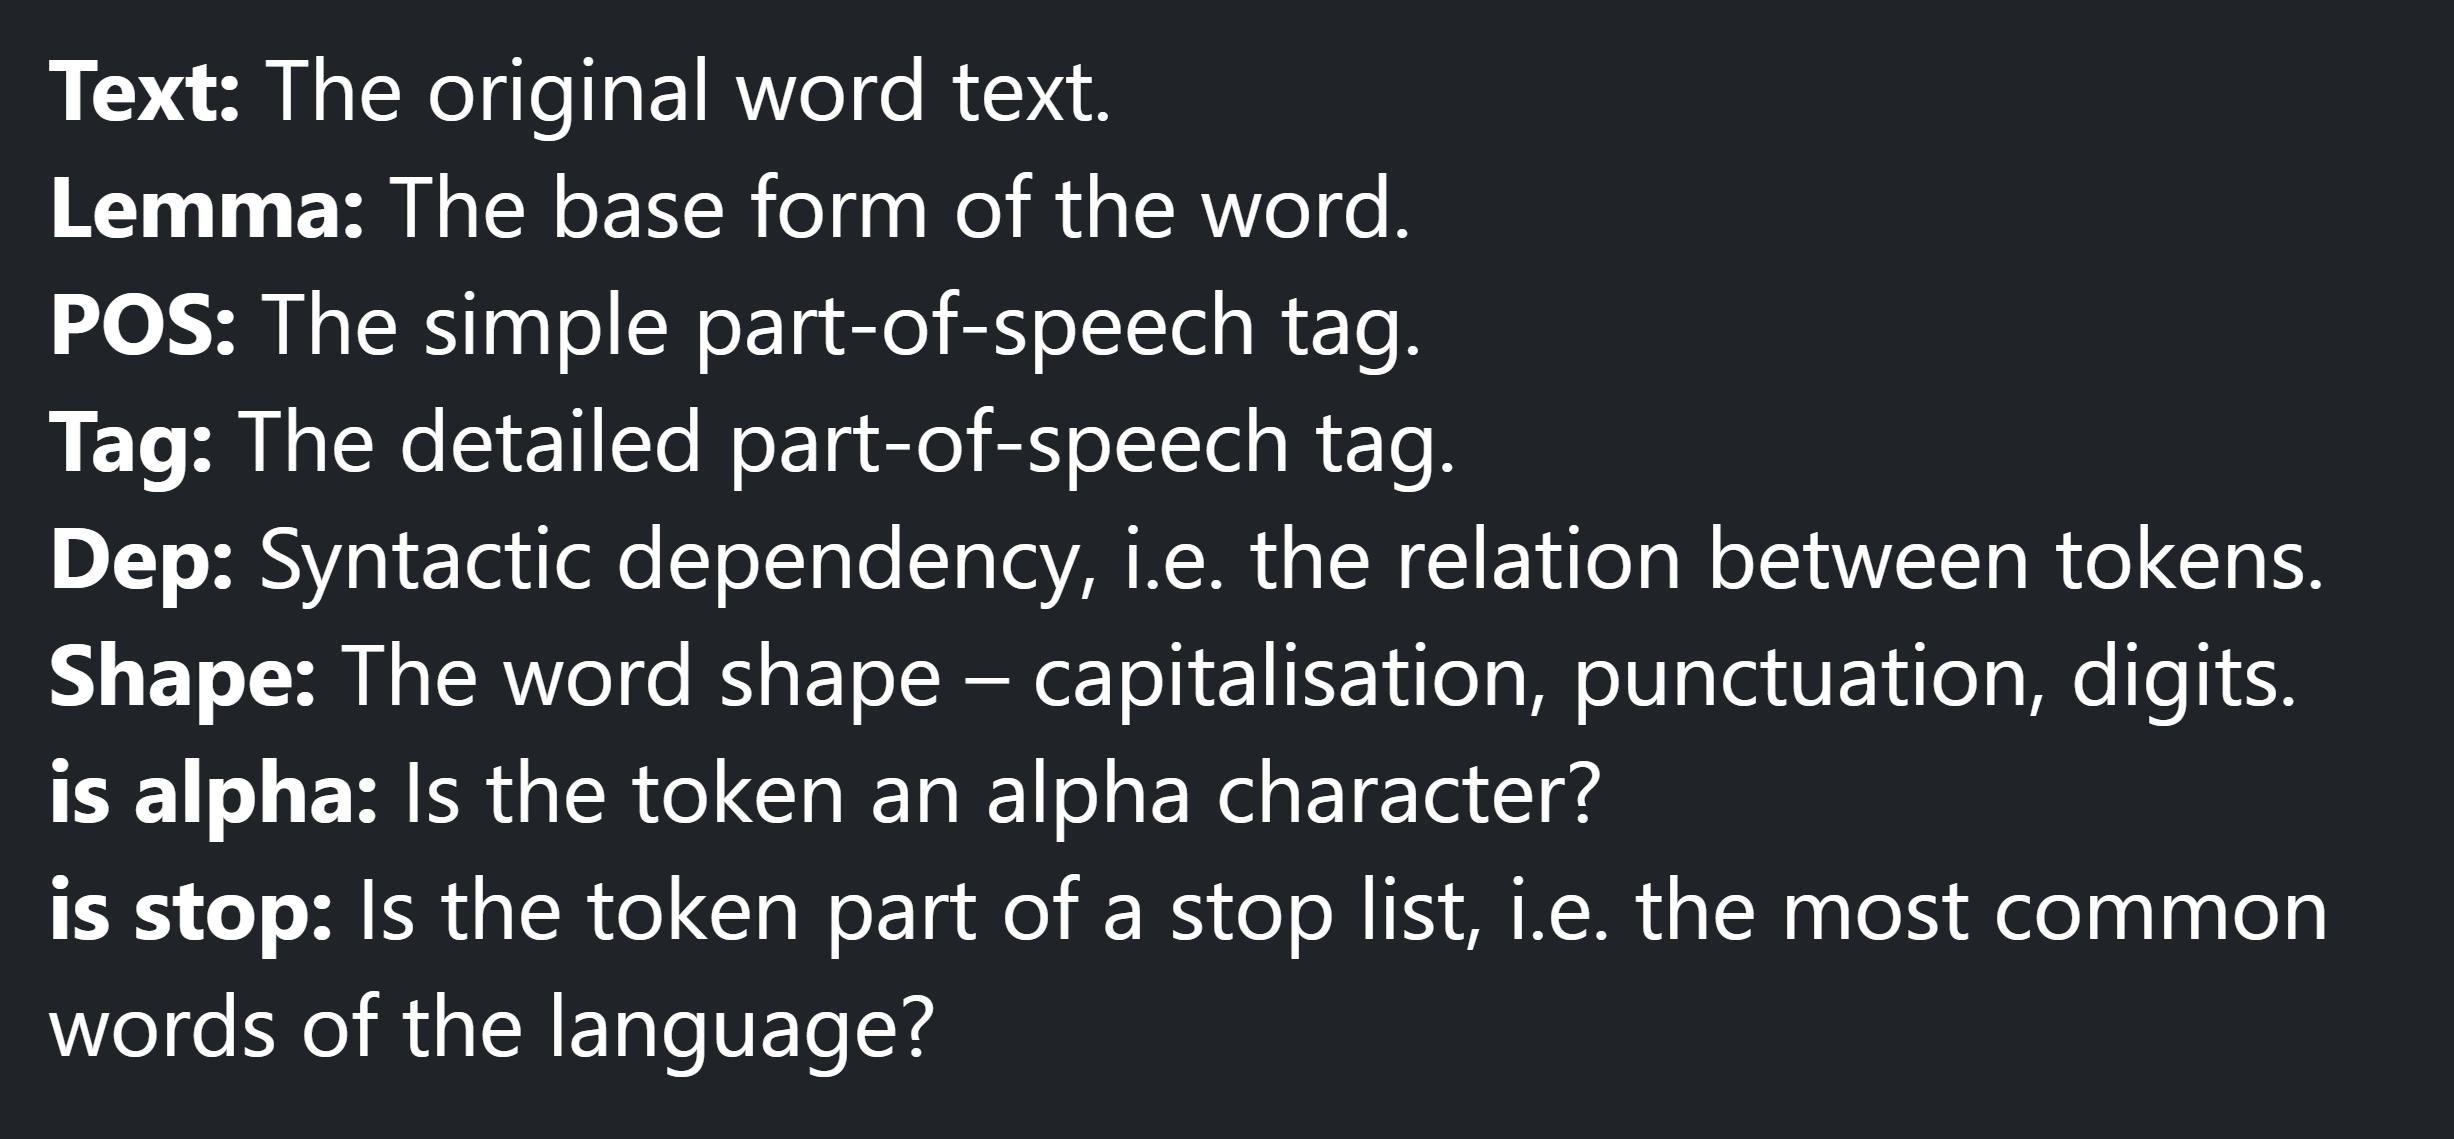 Text: The original word text.
Lemma: The base form of the word.
POS: The simple part-of-speech tag.
Tag: The detailed part-of-speech tag.
Dep: Syntactic dependency, i.e. the relation between tokens.
Shape: The word shape – capitalisation, punctuation, digits.
is alpha: Is the token an alpha character?
is stop: Is the token part of a stop list, i.e. the most common
words of the language?